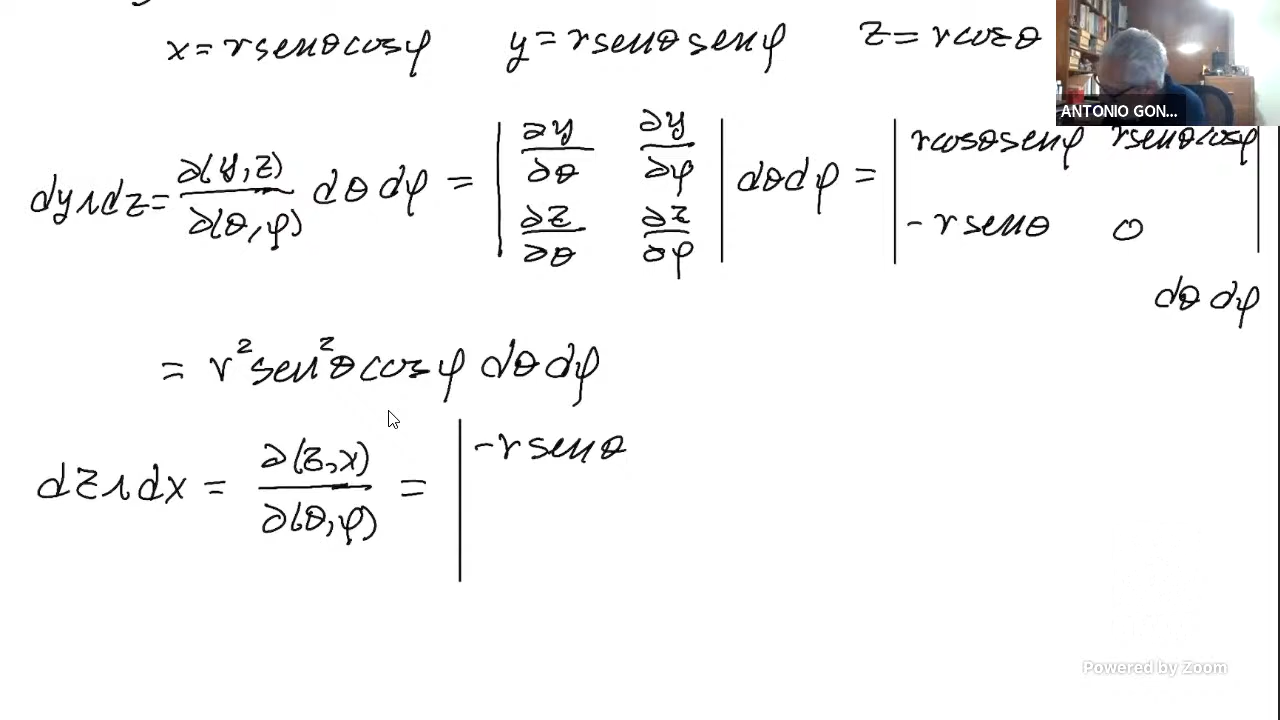 x = r senθ cosφ y = r senθ senφ z = r cosθ
ANTONIO GON...
dy∧dz = ∂(y,z)/∂(θ,φ) dθ dφ = | ∂y/∂θ ∂y/∂φ | dθ dφ = | r cosθ senφ r senθ cosφ |
| ∂z/∂θ ∂z/∂φ | | -r senθ 0 |
dθ dφ
= r² sen²θ cosφ dθ dφ
dz∧dx = ∂(z,x)/∂(θ,φ) = | -r senθ
Powered by Zoom